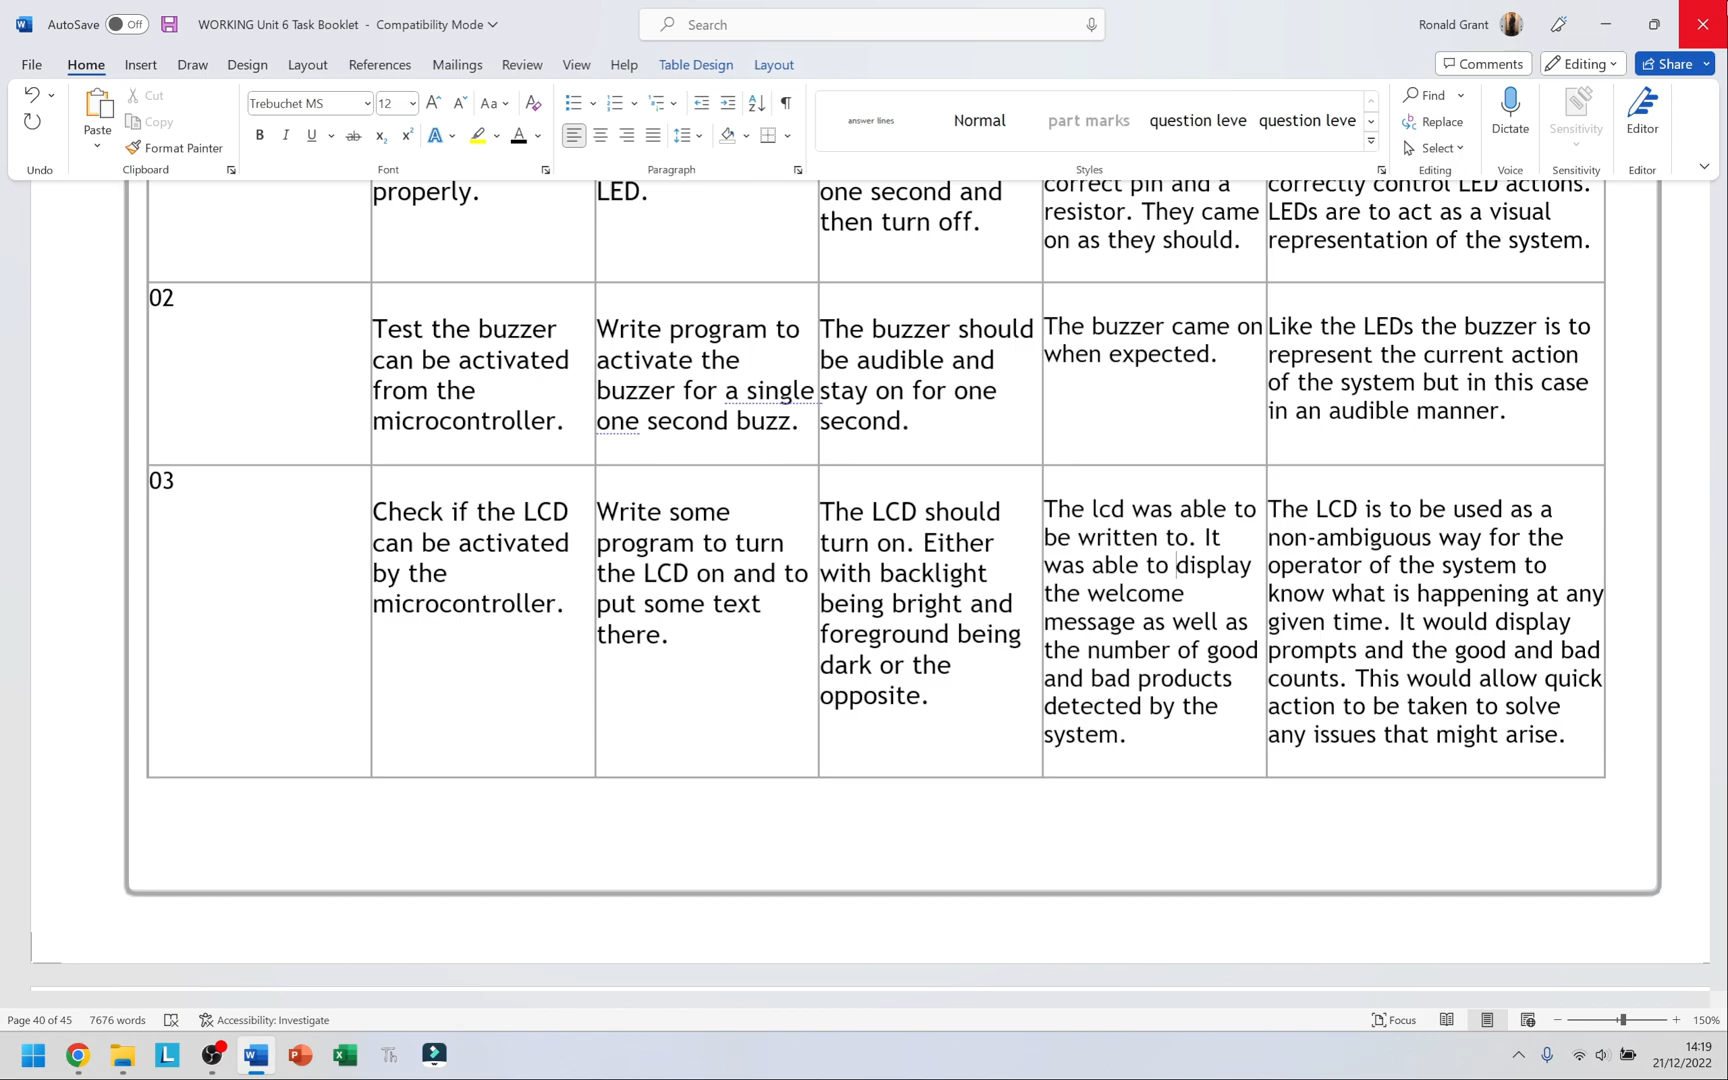 AutoSave Off WORKING Unit 6 Task Booklet - Compatibility Mode Search Ronald Grant
File Home Insert Draw Design Layout References Mailings Review View Help Table Design Layout Comments Editing Share
Paste Cut Copy Format Painter
Trebuchet MS 12 Aa
B I U ab x₂ x² A A
answer lines Normal part marks question leve question leve
Find Replace Select Dictate Sensitivity Editor
Undo Clipboard Font Paragraph Styles Editing Voice Sensitivity Editor
properly.
LED.
one second and
then turn off.
correct pin and a
resistor. They came
on as they should.
correctly control LED actions.
LEDs are to act as a visual
representation of the system.
02
Test the buzzer
can be activated
from the
microcontroller.
Write program to
activate the
buzzer for a single
one second buzz.
The buzzer should
be audible and
stay on for one
second.
The buzzer came on
when expected.
Like the LEDs the buzzer is to
represent the current action
of the system but in this case
in an audible manner.
03
Check if the LCD
can be activated
by the
microcontroller.
Write some
program to turn
the LCD on and to
put some text
there.
The LCD should
turn on. Either
with backlight
being bright and
foreground being
dark or the
opposite.
The lcd was able to
be written to. It
was able to display
the welcome
message as well as
the number of good
and bad products
detected by the
system.
The LCD is to be used as a
non-ambiguous way for the
operator of the system to
know what is happening at any
given time. It would display
prompts and the good and bad
counts. This would allow quick
action to be taken to solve
any issues that might arise.
Page 40 of 45 7676 words Accessibility: Investigate Focus 150%
14:19
21/12/2022